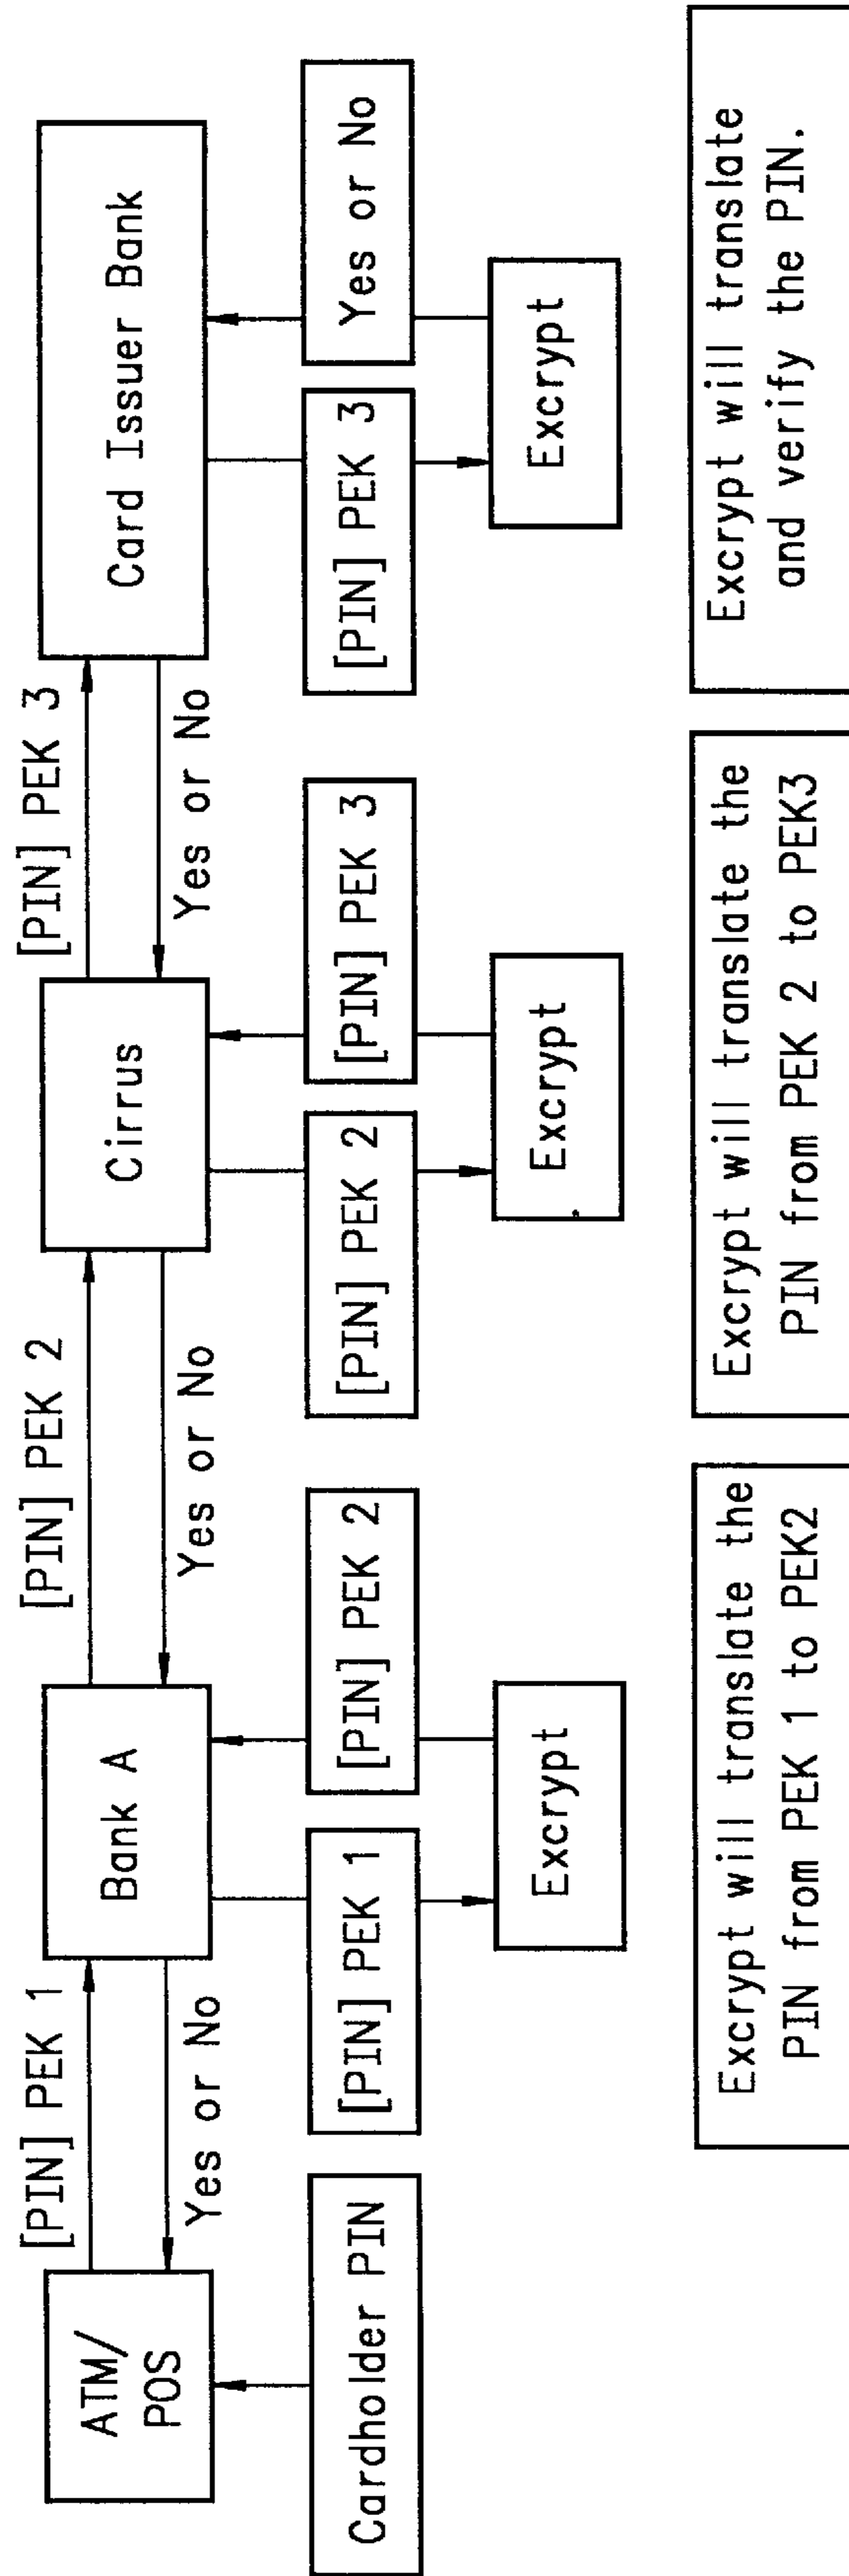 [PIN] PEK 1
[PIN] PEK 2
[PIN] PEK 3
ATM/
POS
Bank A
Cirrus
Card Issuer Bank
Yes or No
Yes or No
Yes or No
Cardholder PIN
[PIN] PEK 1
[PIN] PEK 2
[PIN] PEK 2
[PIN] PEK 3
[PIN] PEK 3
Yes or No
Excrypt
Excrypt
Excrypt
Excrypt will translate the
PIN from PEK 1 to PEK2
Excrypt will translate the
PIN from PEK 2 to PEK3
Excrypt will translate
and verify the PIN.